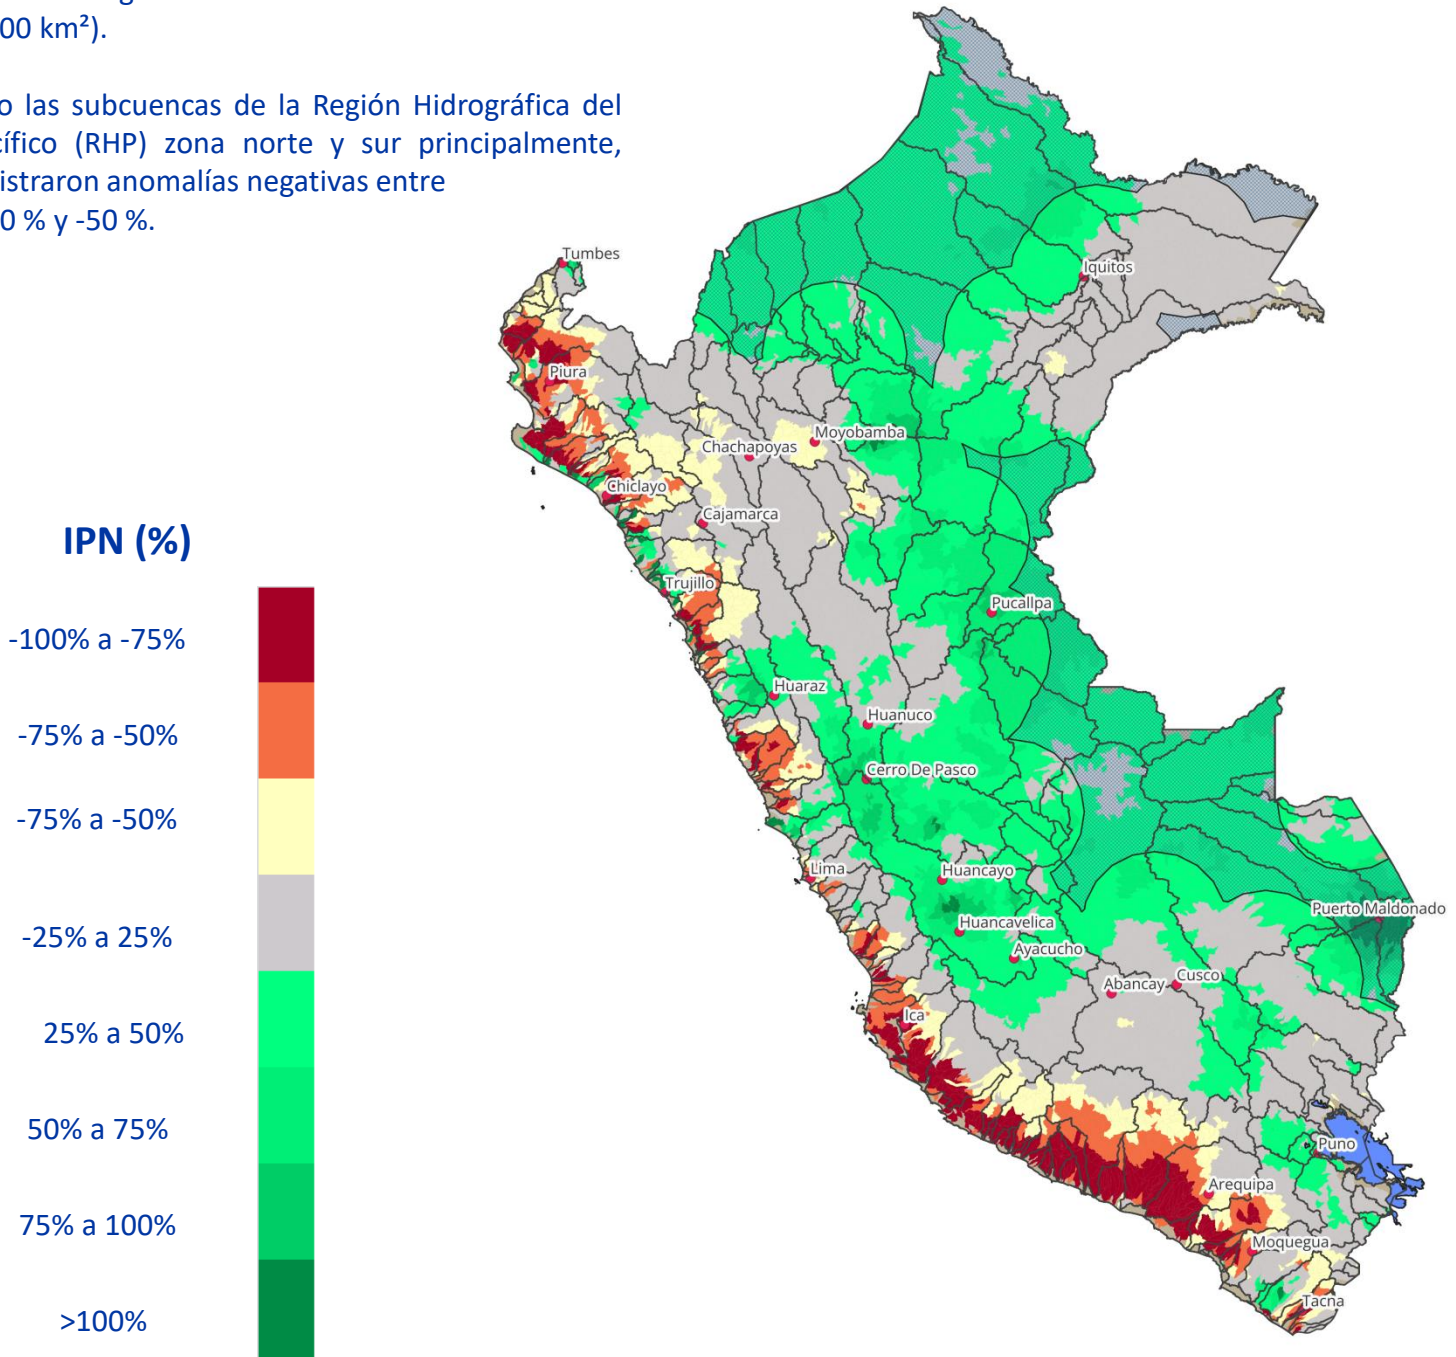 00 km²).
las subcuencas de la Región Hidrográfica del
(RHP) zona norte y sur principalmente,
anomalías negativas entre
0 % y -50 %.
Tumbes
Iquitos
Piura
Moyobamba
Chachapoyas
Chiclayo
Cajamarca
IPN (%)
Trujillo
Pucallpa
-100% a -75%
Huaraz
Huanuco
-75% a -50%
Cerro De Pasco
-75% a -50%
Lima
Huancayo
Puerto Maldonado
Huancavelica
-25% a 25%
Ayacucho
Cusco
Abancay
Ica
25% a 50%
50% a 75%
Puno
Arequipa
75% a 100%
Moquegua
Tacna
>100%